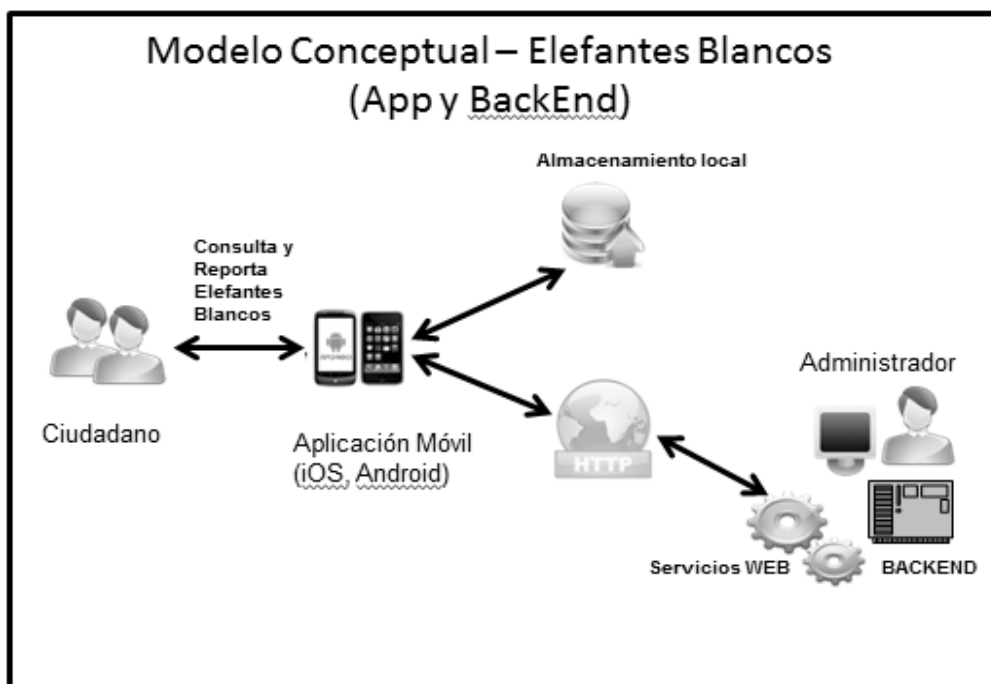 Modelo Conceptual – Elefantes Blancos
(App y BackEnd)
Almacenamiento local
Consulta y
Reporta
Elefantes
Blancos
Ciudadano
Aplicación Móvil
(iOS, Android)
HTTP
Administrador
Servicios WEB
BACKEND